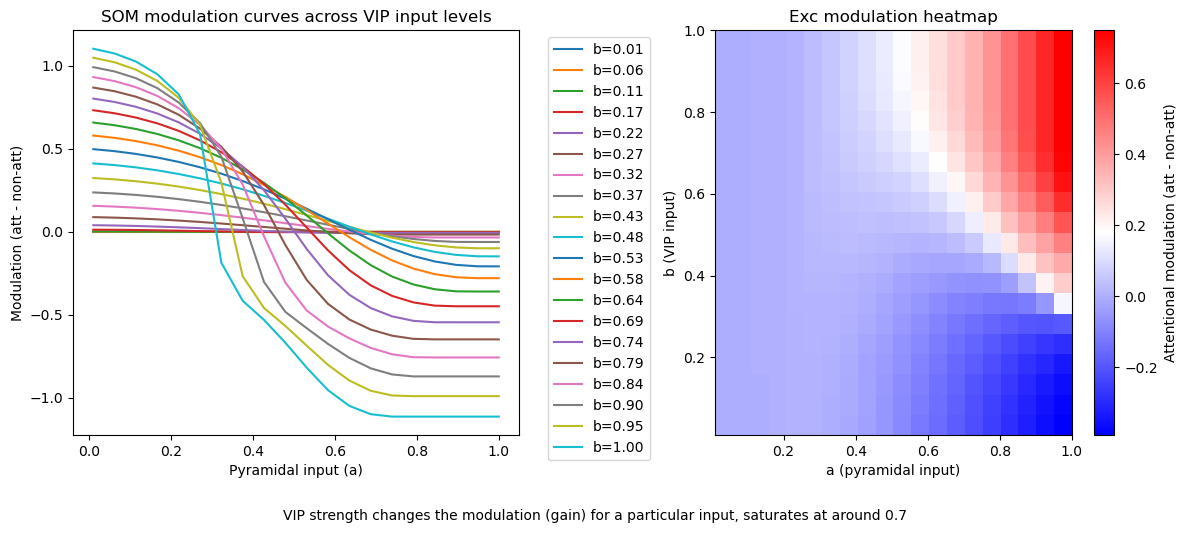 SOM modulation curves across VIP input levels
Modulation (att - non-att)
1.0
0.5
0.0
−0.5
−1.0
0.0 0.2 0.4 0.6 0.8 1.0
Pyramidal input (a)
b=0.01
b=0.06
b=0.11
b=0.17
b=0.22
b=0.27
b=0.32
b=0.37
b=0.43
b=0.48
b=0.53
b=0.58
b=0.64
b=0.69
b=0.74
b=0.79
b=0.84
b=0.90
b=0.95
b=1.00
Exc modulation heatmap
b (VIP input)
1.0
0.8
0.6
0.4
0.2
0.2 0.4 0.6 0.8 1.0
a (pyramidal input)
0.6
0.4
0.2
0.0
−0.2
Attentional modulation (att - non-att)
VIP strength changes the modulation (gain) for a particular input, saturates at around 0.7